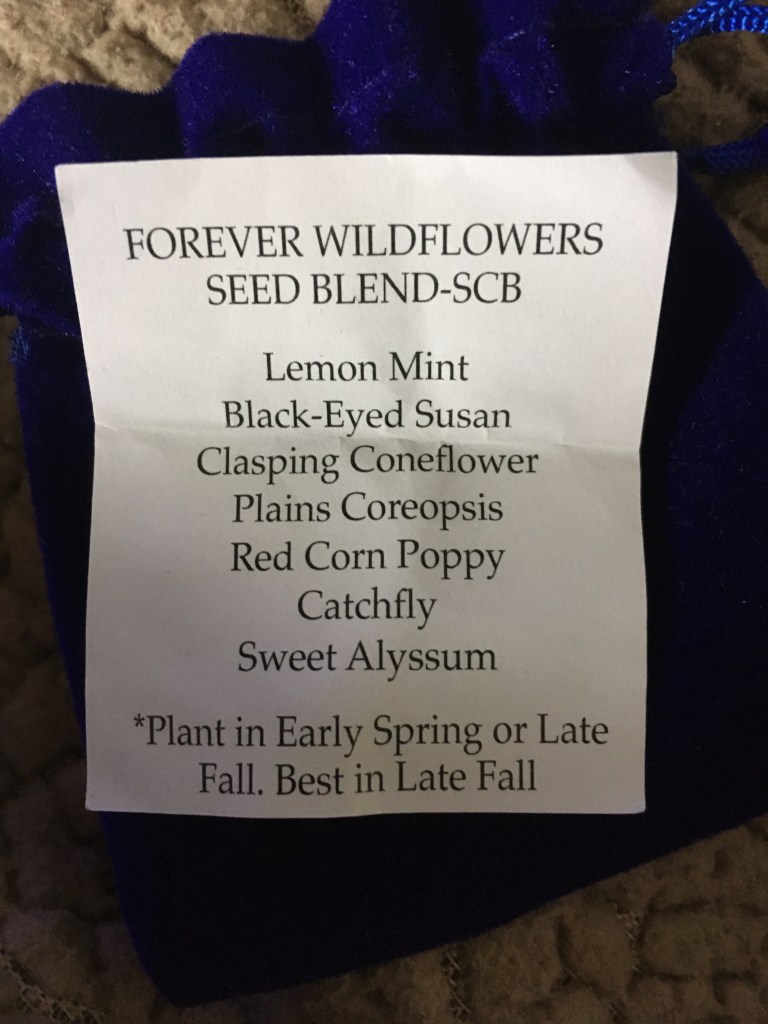 FOREVER WILDFLOWERS
SEED BLEND-SCB
Lemon Mint
Black-Eyed Susan
Clasping Coneflower
Plains Coreopsis
Red Corn Poppy
Catchfly
Sweet Alyssum
*Plant in Early Spring or Late
Fall. Best in Late Fall